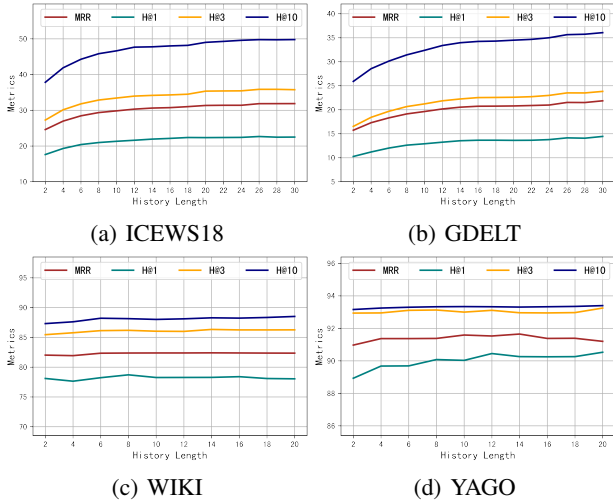 MRR H@1 H@3 H@10
Metrics
50
40
30
20
10
2 4 6 8 10 12 14 16 18 20 22 24 26 28 30
History Length
(a) ICEWS18
MRR H@1 H@3 H@10
Metrics
40
35
30
25
20
15
10
5
2 4 6 8 10 12 14 16 18 20 22 24 26 28 30
History Length
(b) GDELT
MRR H@1 H@3 H@10
Metrics
95
90
85
80
75
70
2 4 6 8 10 12 14 16 18 20
History Length
(c) WIKI
MRR H@1 H@3 H@10
Metrics
96
94
92
90
88
86
2 4 6 8 10 12 14 16 18 20
History Length
(d) YAGO